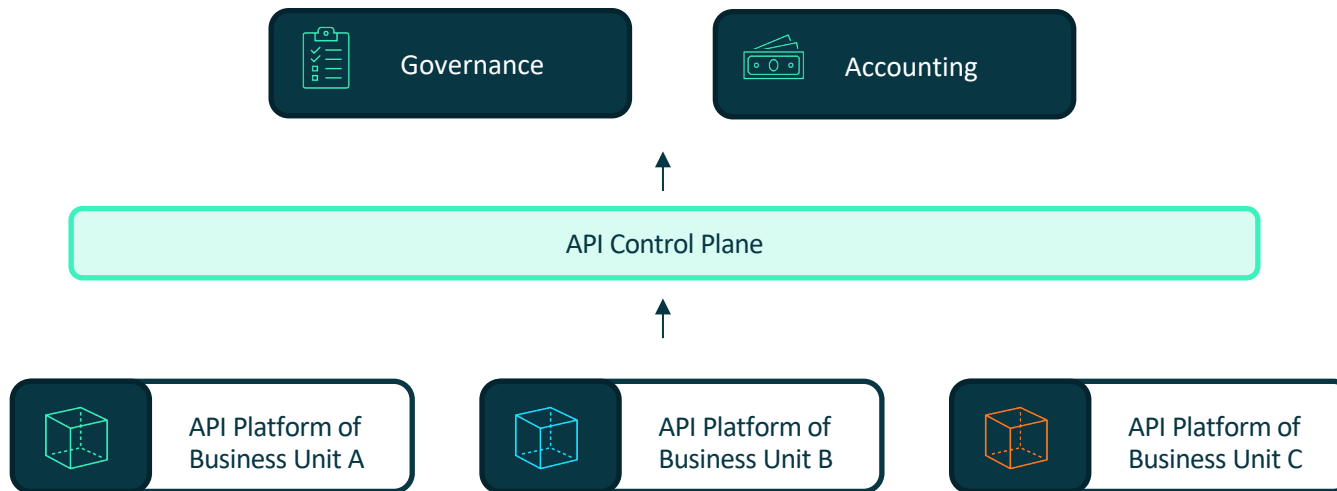 Governance
Accounting
API Control Plane
API Platform of
Business Unit A
API Platform of
Business Unit B
API Platform of
Business Unit C